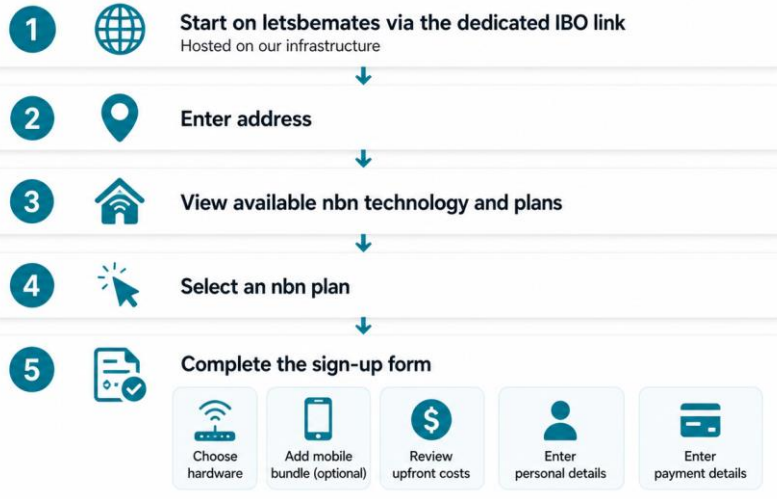 1
Start on letsbemates via the dedicated IBO link
Hosted on our infrastructure
2
Enter address
3
View available nbn technology and plans
4
Select an nbn plan
5
Complete the sign-up form
Choose
hardware
Add mobile
bundle (optional)
$
Review
upfront costs
Enter
personal details
Enter
payment details